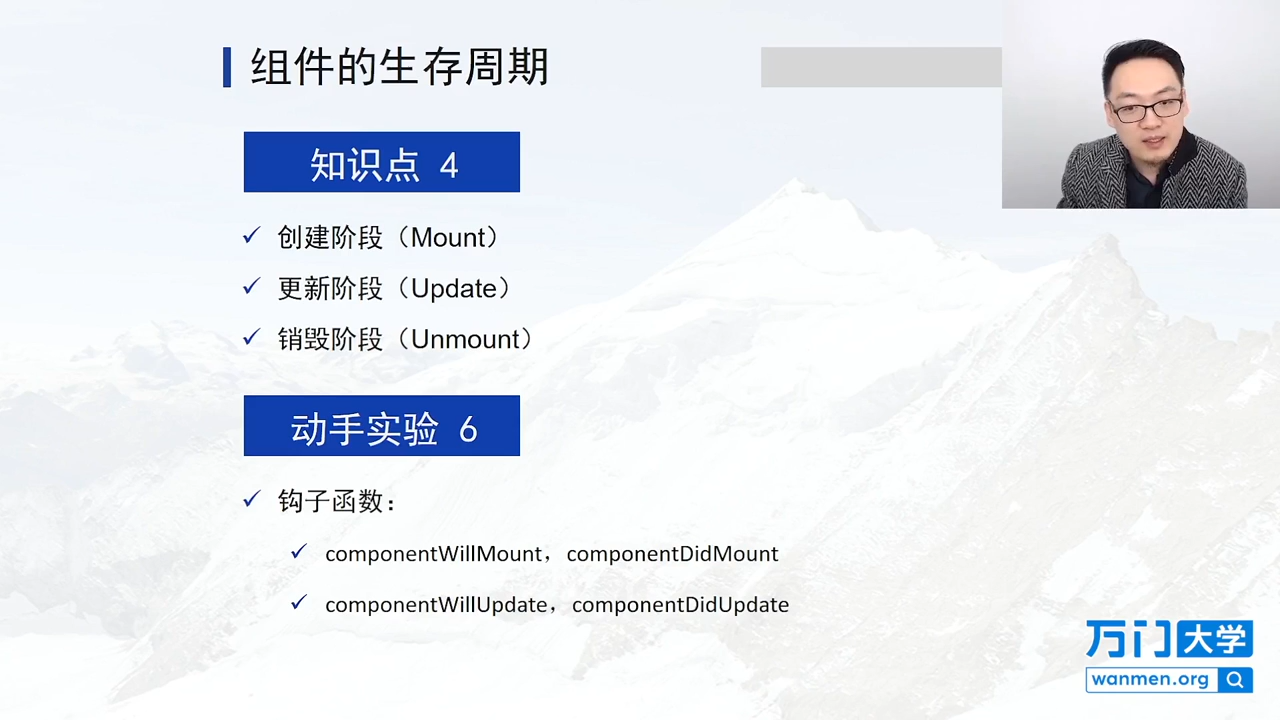 组件的生存周期
知识点 4
创建阶段（Mount）
更新阶段（Update）
销毁阶段（Unmount）
动手实验 6
钩子函数：
componentWillMount，componentDidMount
componentWillUpdate，componentDidUpdate
万门大学
wanmen.org